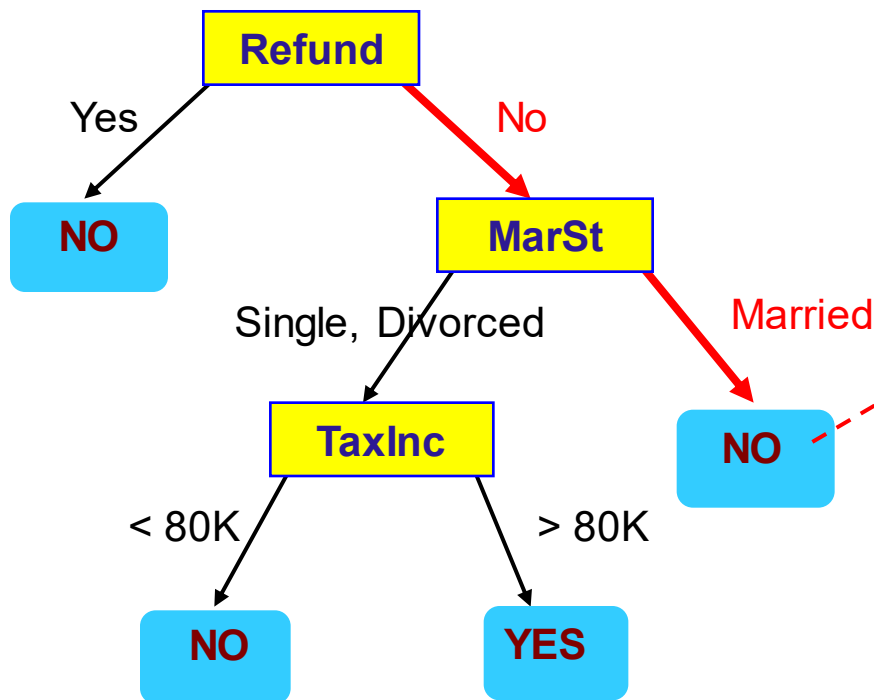 Refund
Yes
No
NO
MarSt
Single, Divorced
Married
TaxInc
NO
< 80K
> 80K
NO
YES